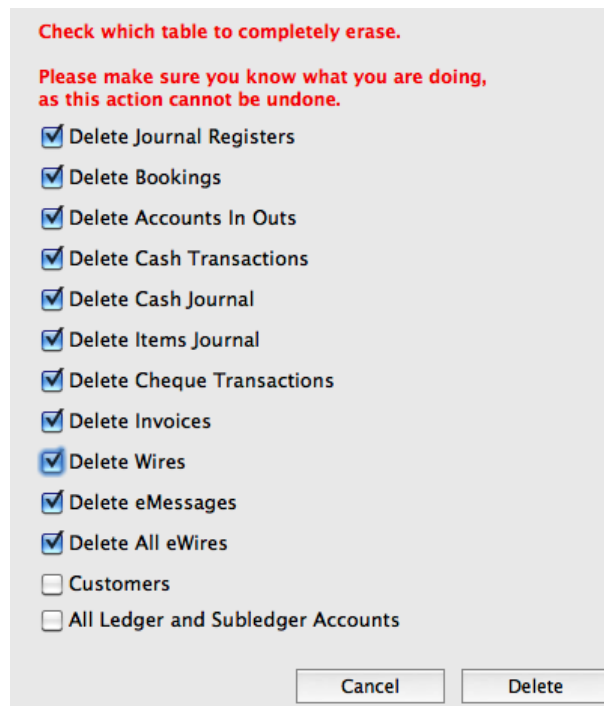 Check which table to completely erase.
Please make sure you know what you are doing,
as this action cannot be undone.
Delete Journal Registers
Delete Bookings
Delete Accounts In Outs
Delete Cash Transactions
Delete Cash Journal
Delete Items Journal
Delete Cheque Transactions
Delete Invoices
Delete Wires
Delete eMessages
Delete All eWires
Customers
All Ledger and Subledger Accounts
Cancel Delete